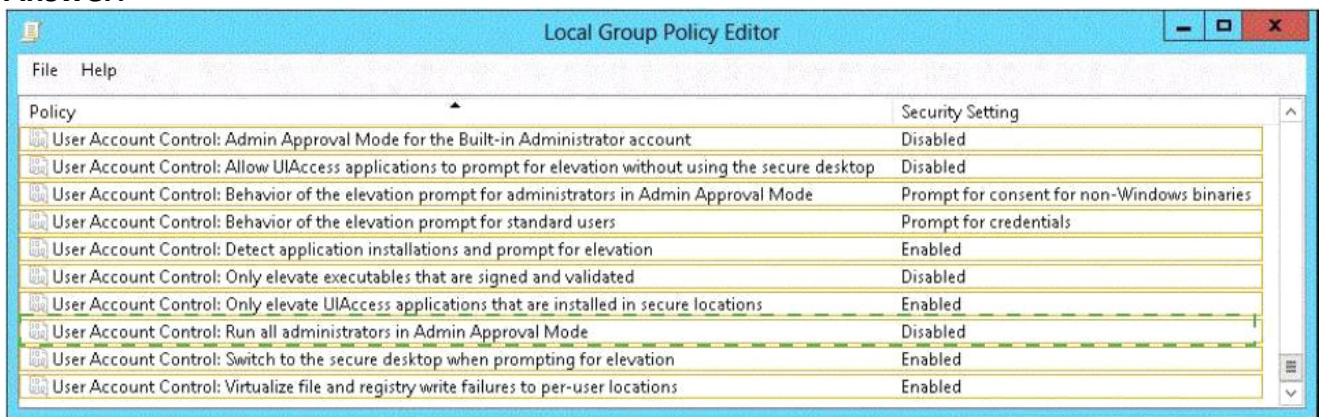 Local Group Policy Editor
File Help
Policy Security Setting
User Account Control: Admin Approval Mode for the Built-in Administrator account Disabled
User Account Control: Allow UIAccess applications to prompt for elevation without using the secure desktop Disabled
User Account Control: Behavior of the elevation prompt for administrators in Admin Approval Mode Prompt for consent for non-Windows binaries
User Account Control: Behavior of the elevation prompt for standard users Prompt for credentials
User Account Control: Detect application installations and prompt for elevation Enabled
User Account Control: Only elevate executables that are signed and validated Disabled
User Account Control: Only elevate UIAccess applications that are installed in secure locations Enabled
User Account Control: Run all administrators in Admin Approval Mode Disabled
User Account Control: Switch to the secure desktop when prompting for elevation Enabled
User Account Control: Virtualize file and registry write failures to per-user locations Enabled